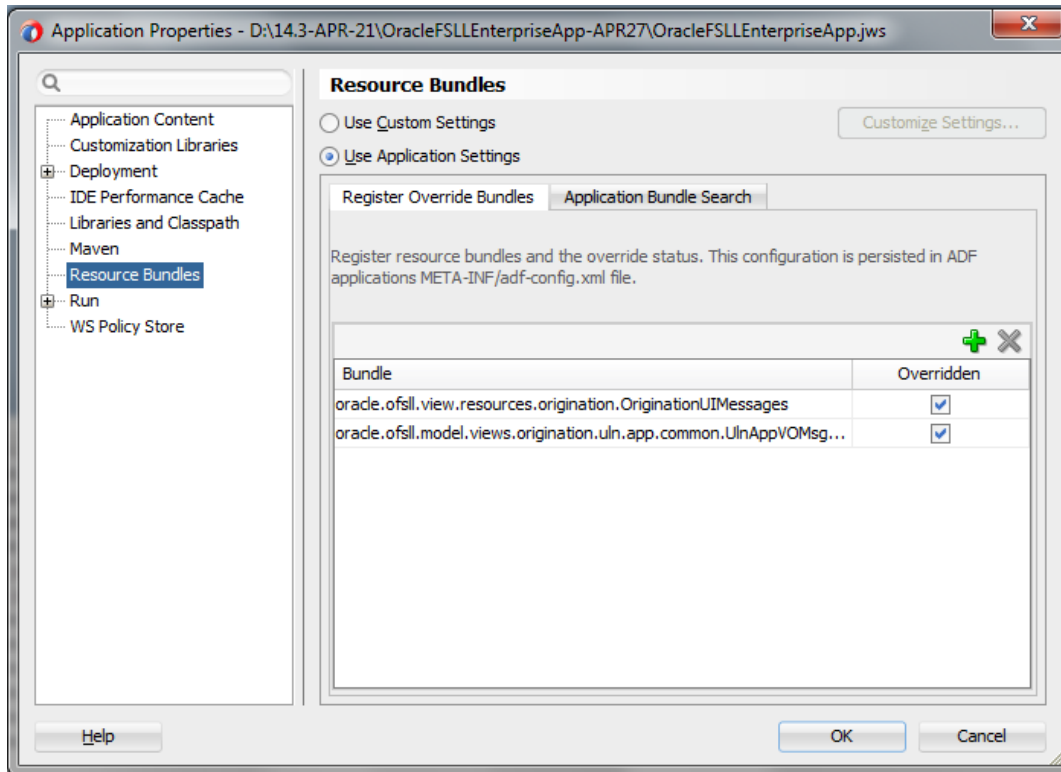 Application Properties - D:\14.3-APR-21\OracleFSLLEnterpriseApp-APR27\OracleFSLLEnterpriseApp.jws
Application Content
Customization Libraries
Deployment
IDE Performance Cache
Libraries and Classpath
Maven
Resource Bundles
Run
WS Policy Store
Resource Bundles
Use Custom Settings
Customize Settings...
Use Application Settings
Register Override Bundles
Application Bundle Search
Register resource bundles and the override status. This configuration is persisted in ADF
applications META-INF/adf-config.xml file.
Bundle
Overridden
oracle.ofsll.view.resources.origination.OriginationUIMessages
oracle.ofsll.model.views.origination.uln.app.common.UlnAppVOMsg...
Help
OK
Cancel